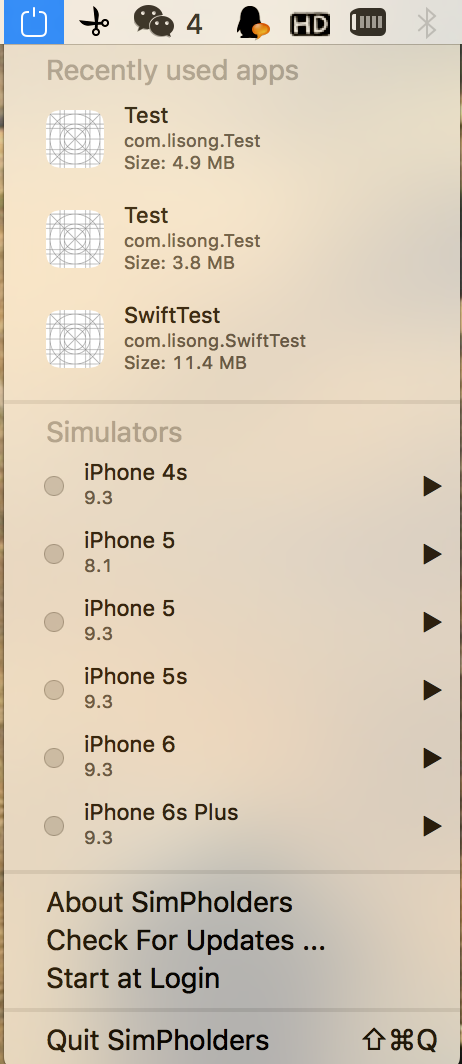 4
HD
Recently used apps
Test
com.lisong.Test
Size: 4.9 MB
Test
com.lisong.Test
Size: 3.8 MB
SwiftTest
com.lisong.SwiftTest
Size: 11.4 MB
Simulators
iPhone 4s
9.3
iPhone 5
8.1
iPhone 5
9.3
iPhone 5s
9.3
iPhone 6
9.3
iPhone 6s Plus
9.3
About SimPholders
Check For Updates ...
Start at Login
Quit SimPholders ⇧⌘Q